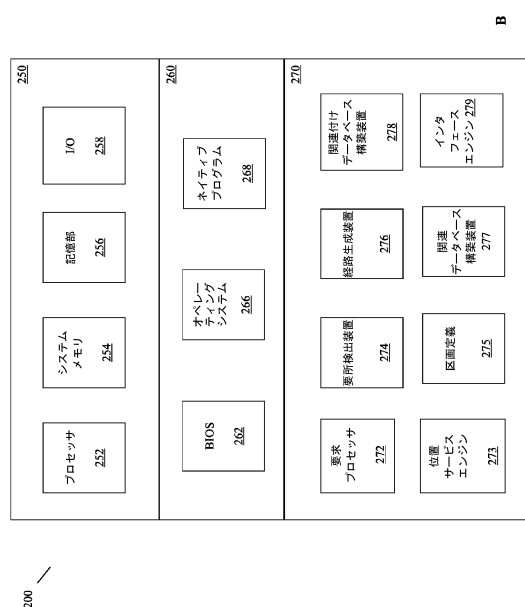 200
250
プロセッサ
252
システム
メモリ
254
記憶部
256
I/O
258
260
BIOS
262
オペレー
ティング
システム
266
ネイティブ
プログラム
268
270
要求
プロセッサ
272
要所検出装置
274
経路生成装置
276
関連付け
データベース
構築装置
278
位置
サービス
エンジン
273
区画定義
275
関連
データベース
構築装置
277
インタ
フェース
エンジン
279
B